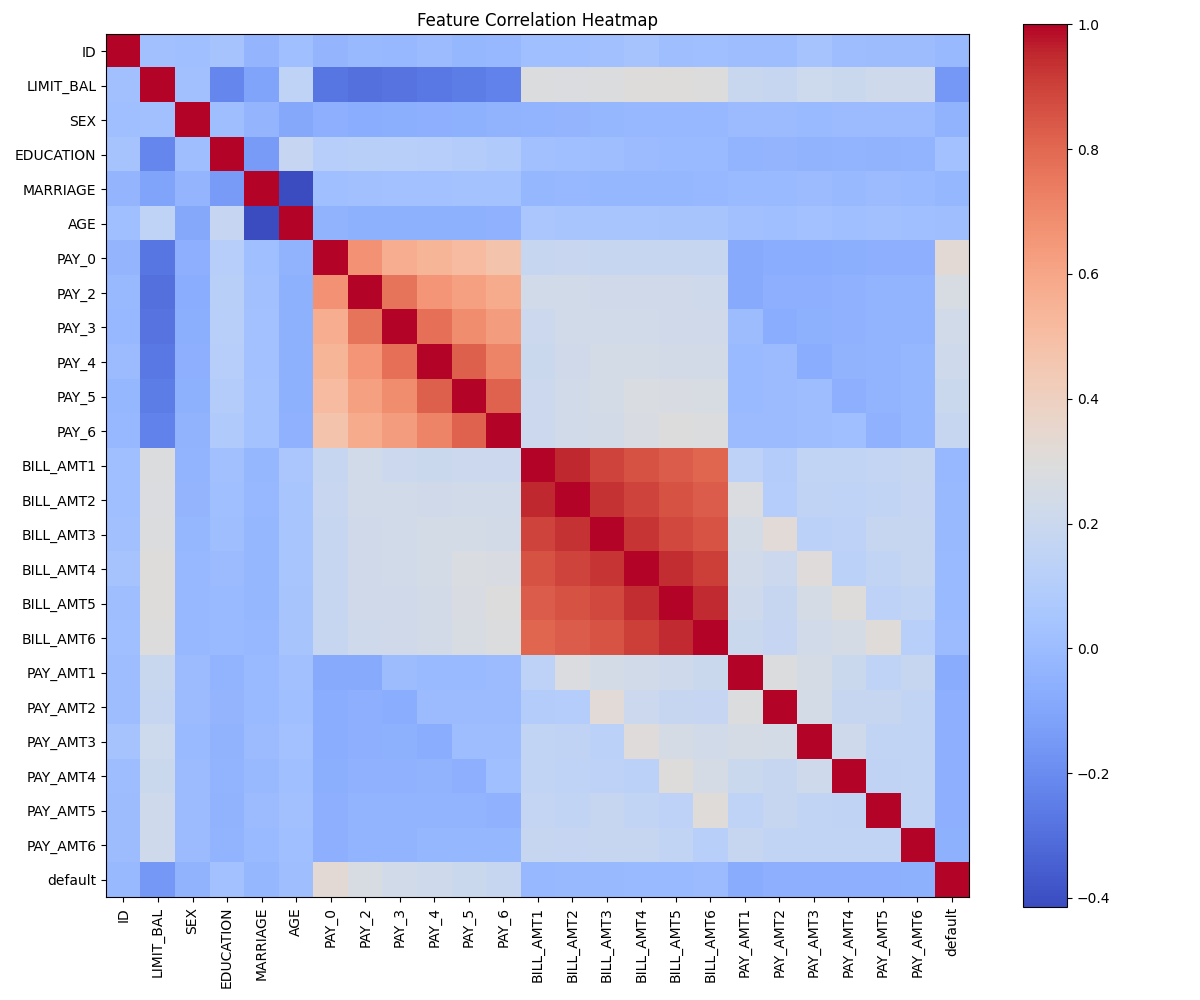 Feature Correlation Heatmap
ID
LIMIT_BAL
SEX
EDUCATION
MARRIAGE
AGE
PAY_0
PAY_2
PAY_3
PAY_4
PAY_5
PAY_6
BILL_AMT1
BILL_AMT2
BILL_AMT3
BILL_AMT4
BILL_AMT5
BILL_AMT6
PAY_AMT1
PAY_AMT2
PAY_AMT3
PAY_AMT4
PAY_AMT5
PAY_AMT6
default
ID
LIMIT_BAL
SEX
EDUCATION
MARRIAGE
AGE
PAY_0
PAY_2
PAY_3
PAY_4
PAY_5
PAY_6
BILL_AMT1
BILL_AMT2
BILL_AMT3
BILL_AMT4
BILL_AMT5
BILL_AMT6
PAY_AMT1
PAY_AMT2
PAY_AMT3
PAY_AMT4
PAY_AMT5
PAY_AMT6
default
1.0
0.8
0.6
0.4
0.2
0.0
−0.2
−0.4